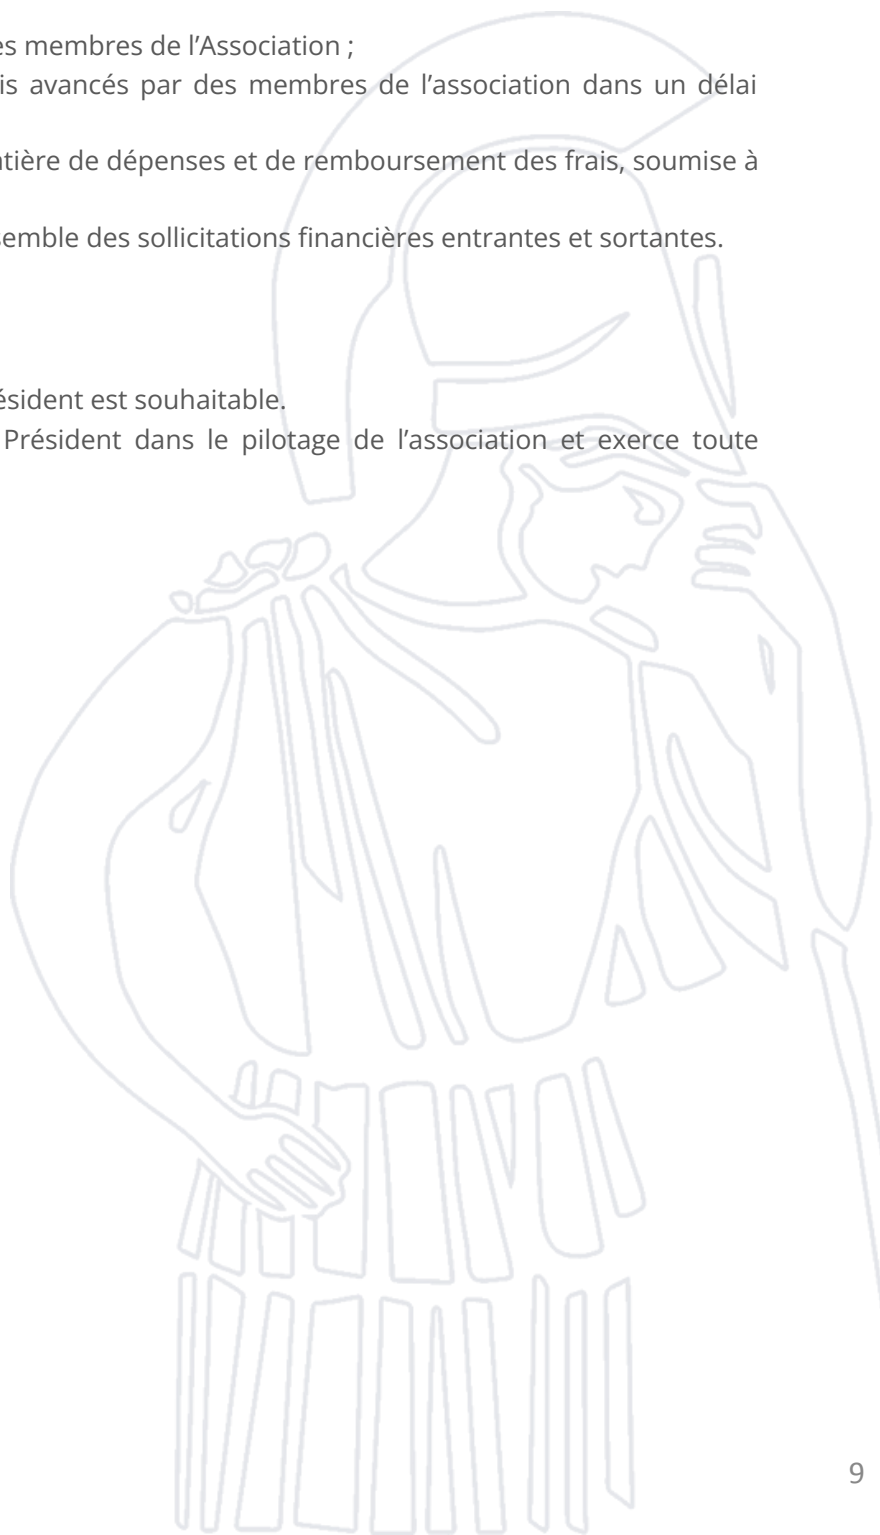 es membres de l’Association ;
is avancés par des membres de l’association dans un délai
tière de dépenses et de remboursement des frais, soumise à
semble des sollicitations financières entrantes et sortantes.
ésident est souhaitable.
Président dans le pilotage de l’association et exerce toute
9